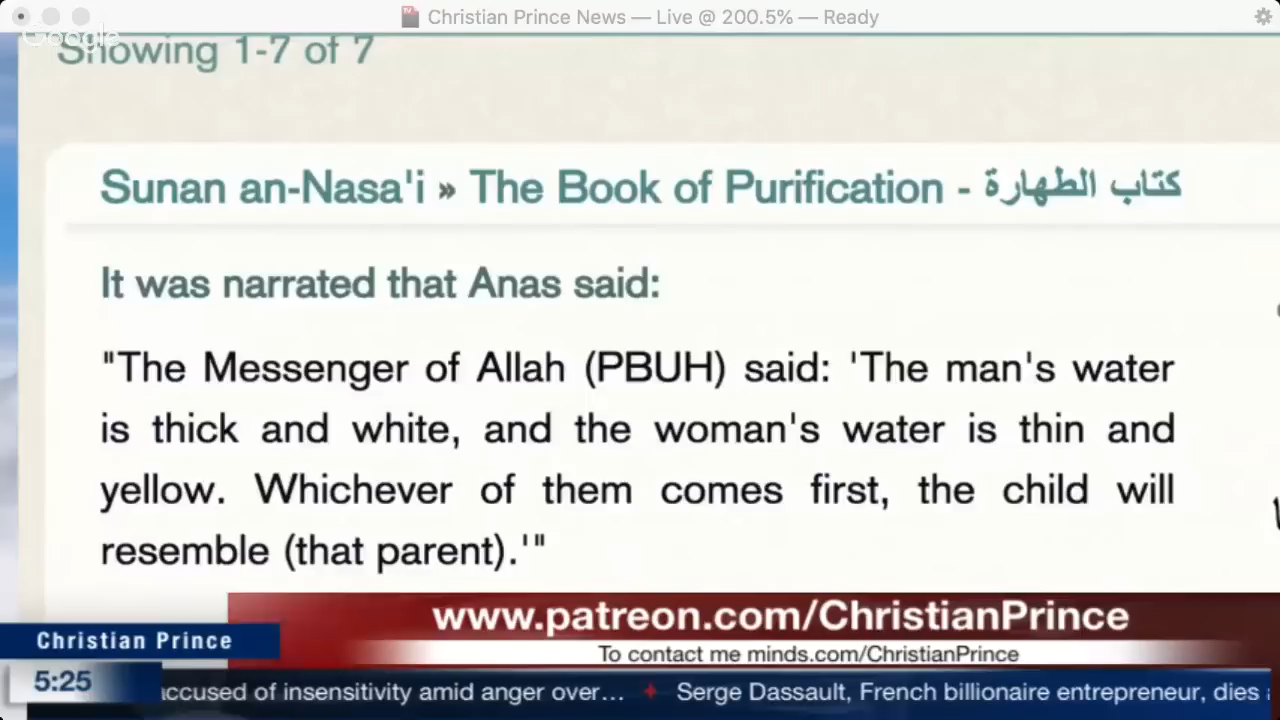 Christian Prince News — Live @ 200.5% — Ready
Google
Showing 1-7 of 7
Sunan an-Nasa'i » The Book of Purification - كتاب الطهارة
It was narrated that Anas said:
"The Messenger of Allah (PBUH) said: 'The man's water
is thick and white, and the woman's water is thin and
yellow. Whichever of them comes first, the child will
resemble (that parent).'"
www.patreon.com/ChristianPrince
To contact me minds.com/ChristianPrince
Christian Prince
5:25
accused of insensitivity amid anger over... Serge Dassault, French billionaire entrepreneur, dies